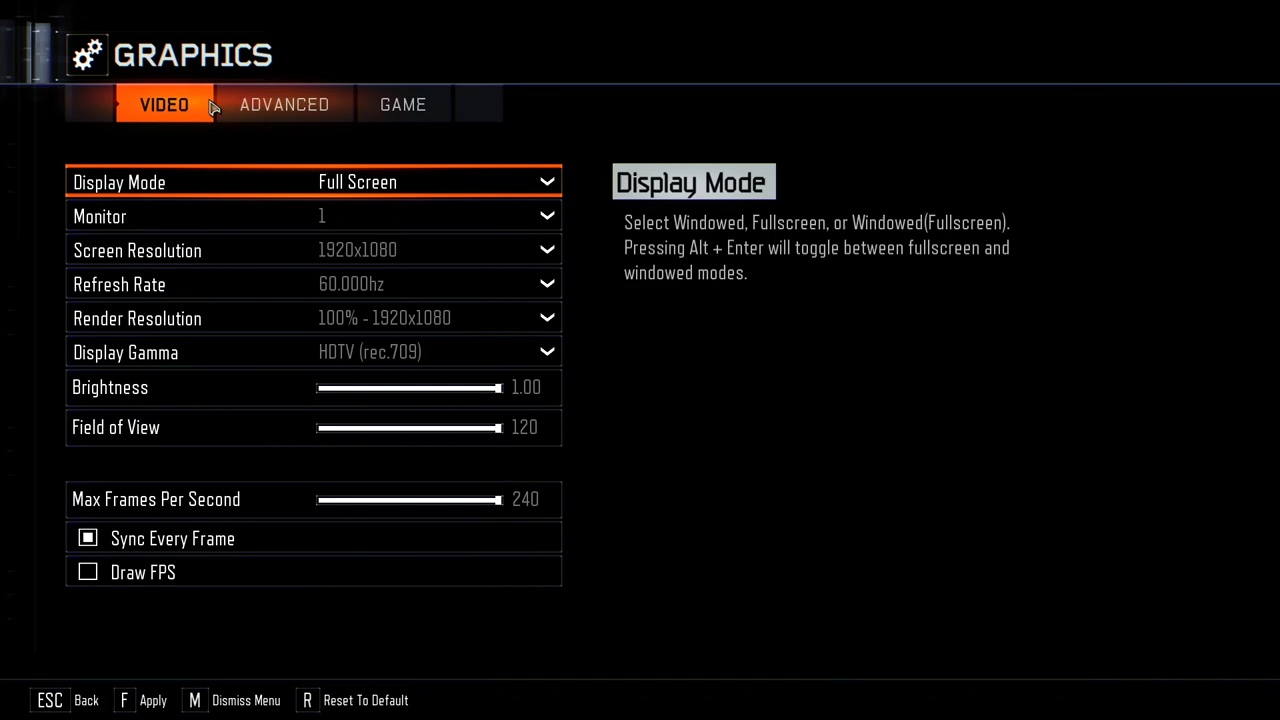 GRAPHICS
VIDEO ADVANCED GAME
Display Mode Full Screen
Monitor 1
Screen Resolution 1920x1080
Refresh Rate 60.000hz
Render Resolution 100% - 1920x1080
Display Gamma HDTV (rec.709)
Brightness 1.00
Field of View 120
Max Frames Per Second 240
Sync Every Frame
Draw FPS
Display Mode
Select Windowed, Fullscreen, or Windowed(Fullscreen).
Pressing Alt + Enter will toggle between fullscreen and
windowed modes.
ESC Back F Apply M Dismiss Menu R Reset To Default